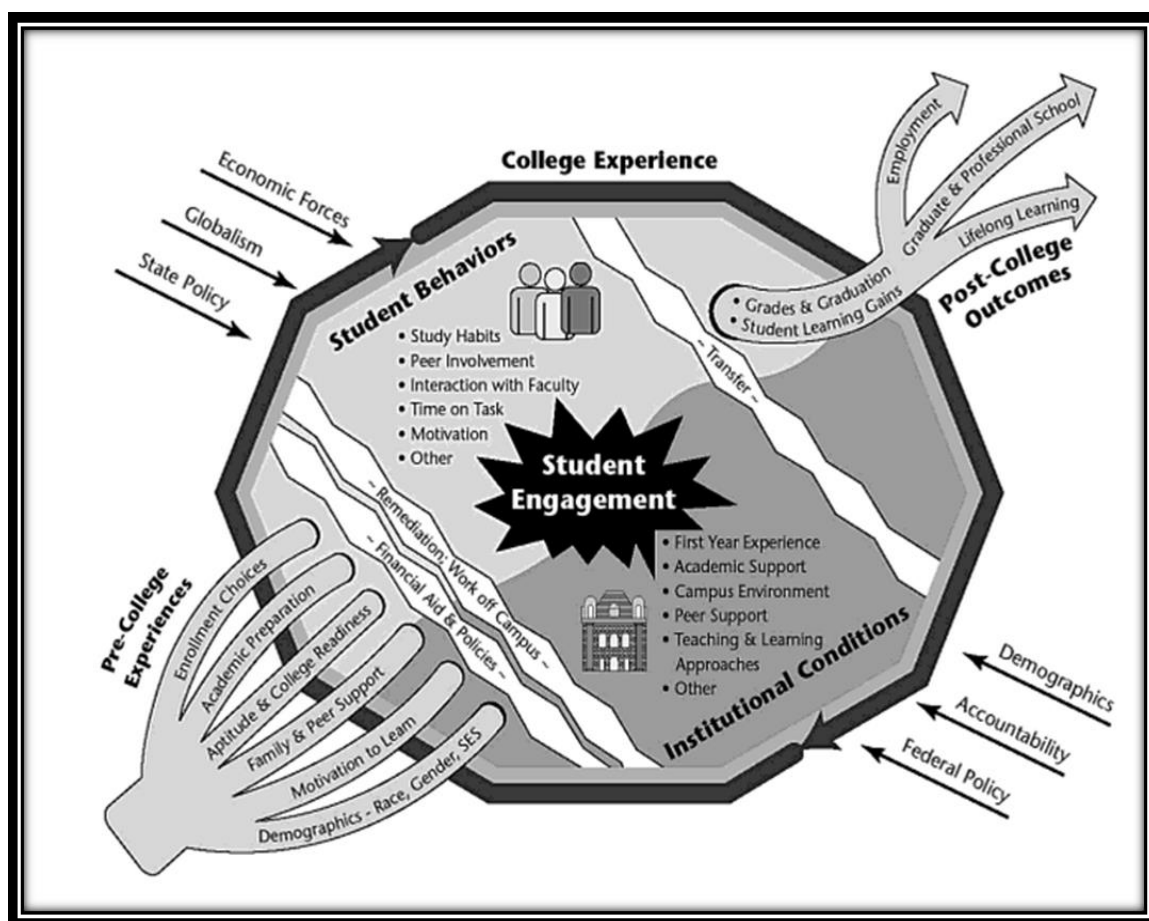 College Experience
Economic Forces
Globalism
State Policy
Student Behaviors
• Study Habits
• Peer Involvement
• Interaction with Faculty
• Time on Task
• Motivation
• Other
~ Transfer ~
• Grades & Graduation
• Student Learning Gains
Employment
Graduate & Professional School
Lifelong Learning
Post-College
Outcomes
Student
Engagement
~ Remediation; Work off Campus ~
~ Financial Aid & Policies ~
• First Year Experience
• Academic Support
• Campus Environment
• Peer Support
• Teaching & Learning
Approaches
• Other
Institutional Conditions
Pre-College
Experiences
Enrollment Choices
Academic Preparation
Aptitude & College Readiness
Family & Peer Support
Motivation to Learn
Demographics - Race, Gender, SES
Demographics
Accountability
Federal Policy